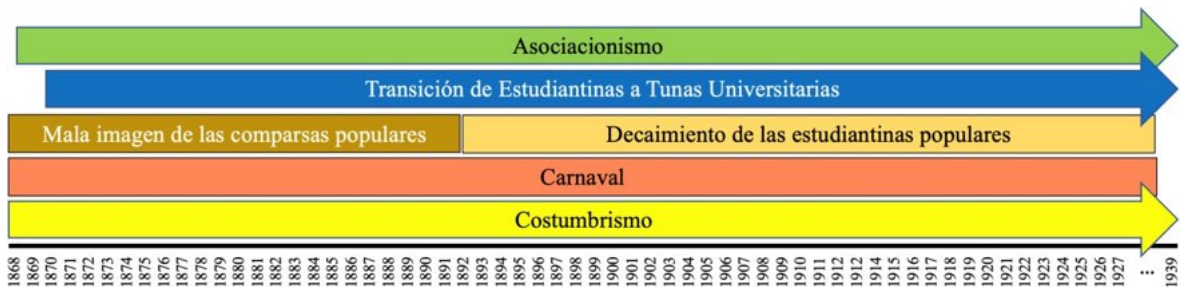 Asociacionismo
Transición de Estudiantinas a Tunas Universitarias
Mala imagen de las comparsas populares Decaimiento de las estudiantinas populares
Carnaval
Costumbrismo
1868 1869 1870 1871 1872 1873 1874 1875 1876 1877 1878 1879 1880 1881 1882 1883 1884 1885 1886 1887 1888 1889 1890 1891 1892 1893 1894 1895 1896 1897 1898 1899 1900 1901 1902 1903 1904 1905 1906 1907 1908 1909 1910 1911 1912 1912 1914 1915 1916 1917 1918 1919 1920 1921 1922 1923 1924 1925 1926 1927 ... 1939